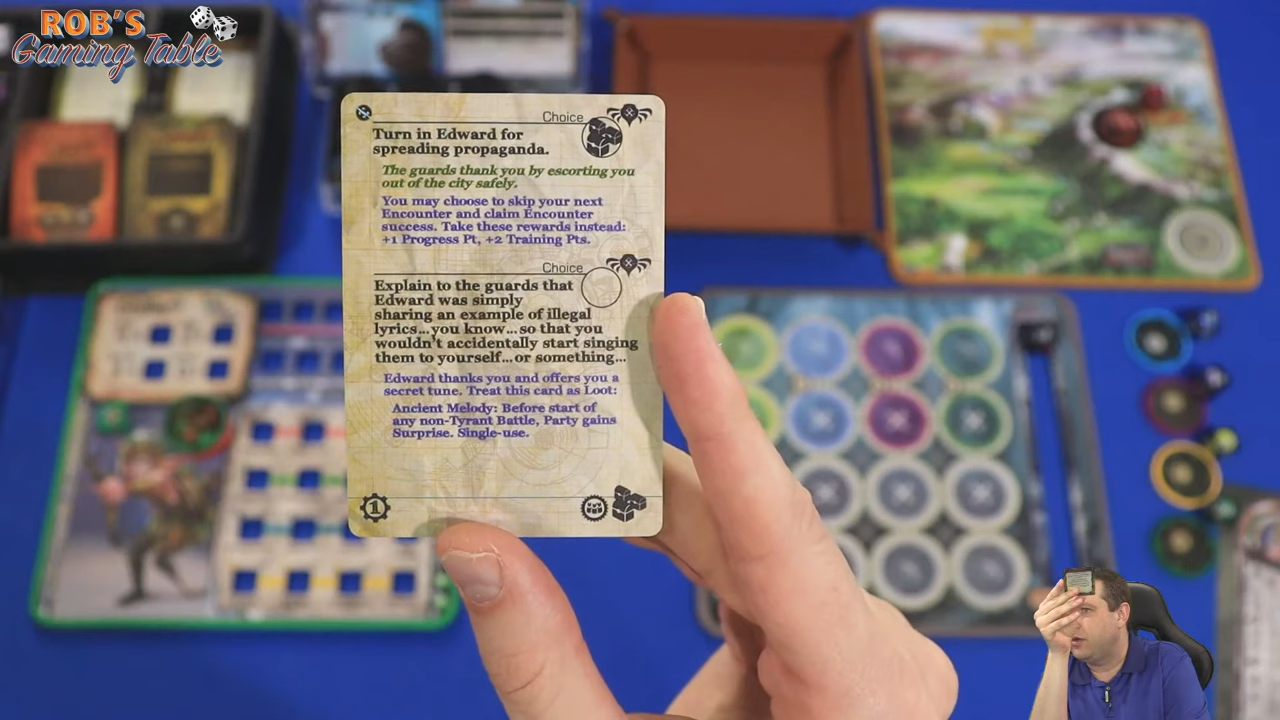 ROB'S
Gaming Table
Choice
Turn in Edward for
spreading propaganda.
The guards thank you by escorting you
out of the city safely.
You may choose to skip your next
Encounter and claim Encounter
success. Take these rewards instead:
+1 Progress Pt, +2 Training Pts.
Choice
Explain to the guards that
Edward was simply
sharing an example of illegal
lyrics...you know...so that you
wouldn't accidentally start singing
them to yourself...or something...
Edward thanks you and offers you a
secret tune. Treat this card as Loot:
Ancient Melody: Before start of
any non-Tyrant Battle, Party gains
Surprise. Single-use.
1